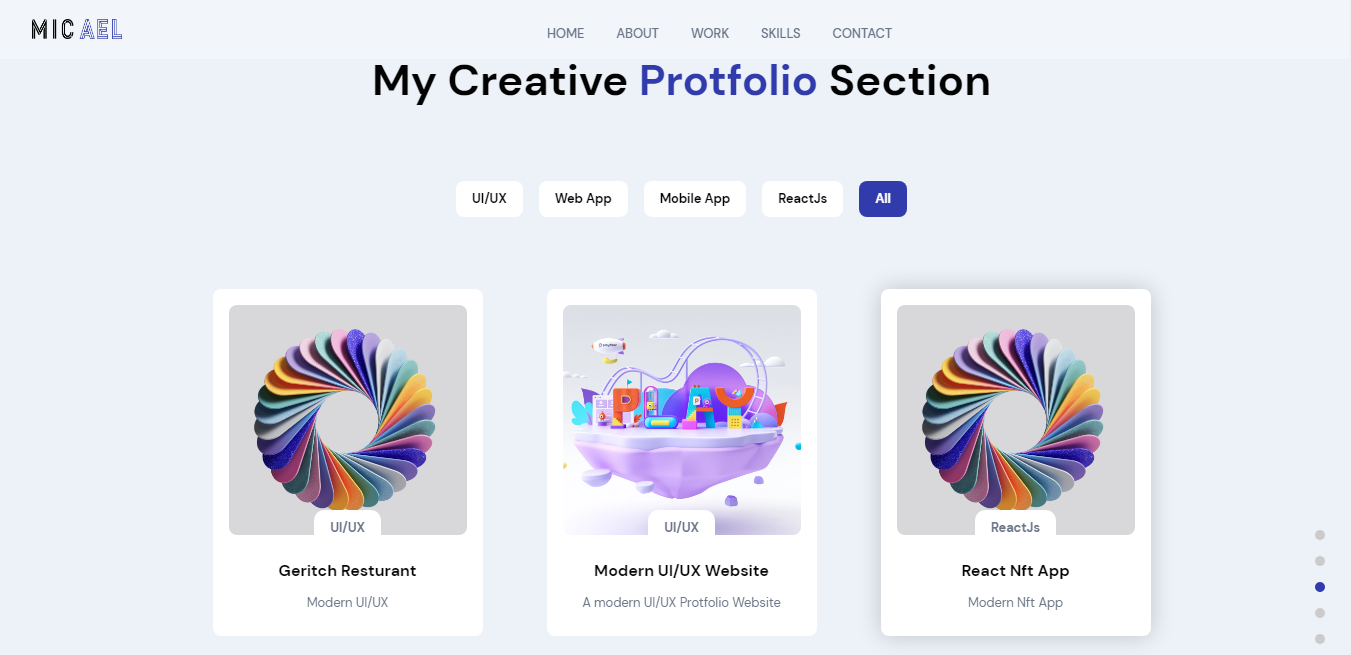 MICAEL HOME ABOUT WORK SKILLS CONTACT
My Creative Protfolio Section
UI/UX Web App Mobile App ReactJs All
PLAY
UI/UX UI/UX ReactJs
Geritch Resturant Modern UI/UX Website React Nft App
Modern UI/UX A modern UI/UX Protfolio Website Modern Nft App